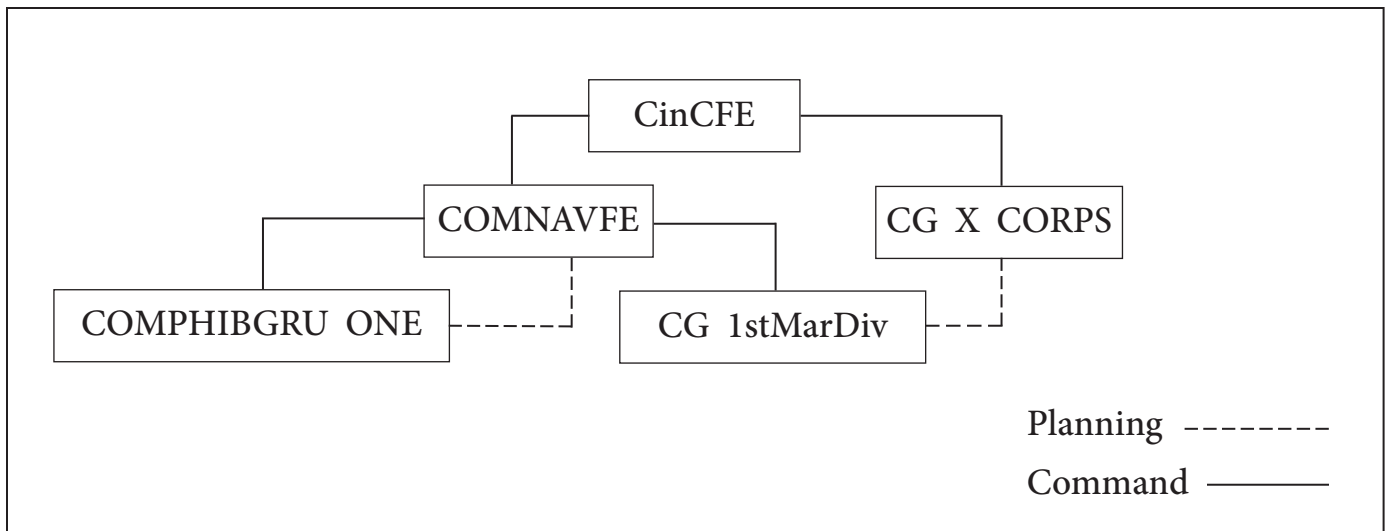 CinCFE
COMNAVFE
CG X CORPS
COMPHIBGRU ONE
CG 1stMarDiv
Planning
Command